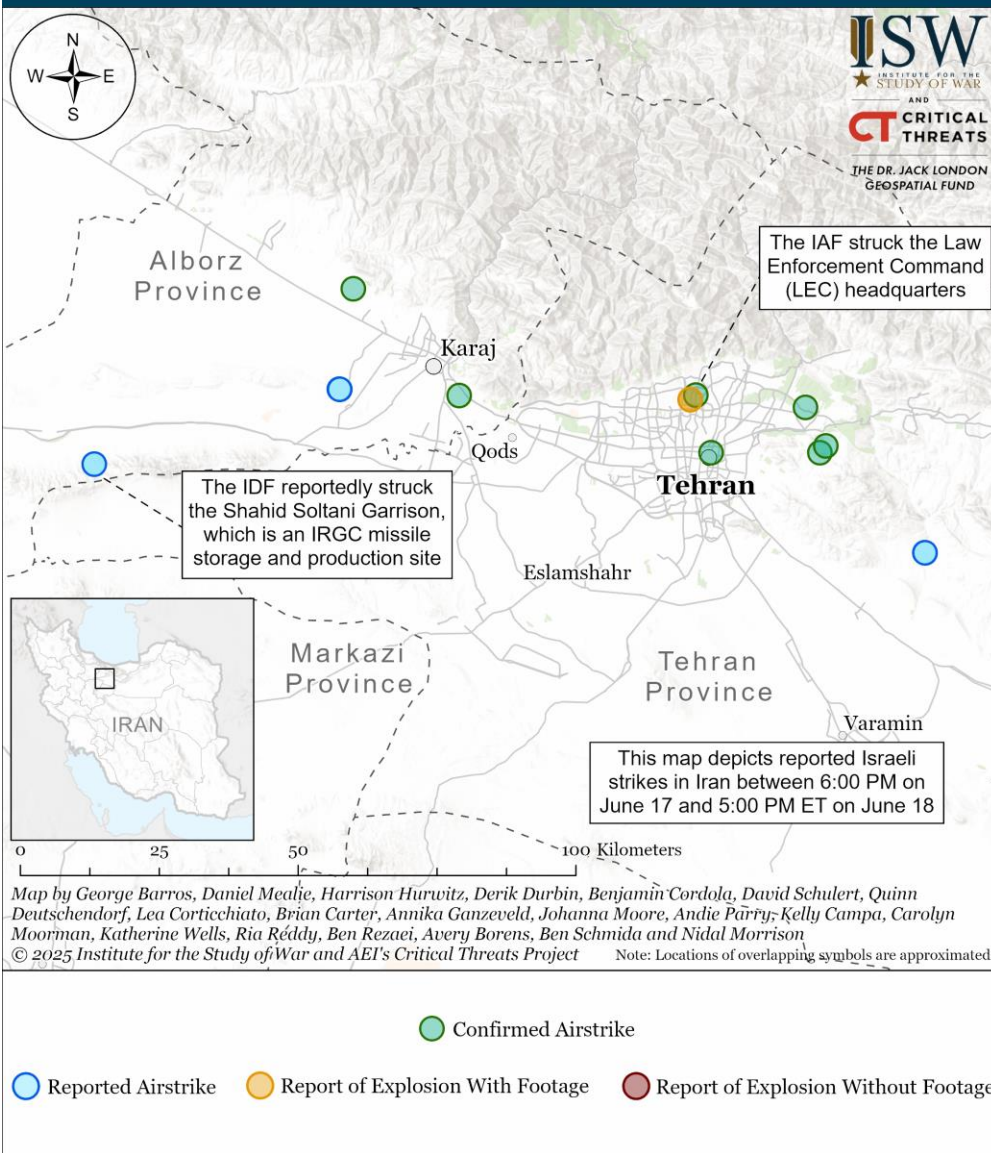 N
W E
S
ISW
INSTITUTE FOR THE
STUDY OF WAR
AND
CT CRITICAL
THREATS
THE DR. JACK LONDON
GEOSPATIAL FUND
The IAF struck the Law
Enforcement Command
(LEC) headquarters
Alborz
Province
Karaj
Qods
Tehran
The IDF reportedly struck
the Shahid Soltani Garrison,
which is an IRGC missile
storage and production site
Eslamshahr
Markazi
Province
Tehran
Province
IRAN
Varamin
This map depicts reported Israeli
strikes in Iran between 6:00 PM on
June 17 and 5:00 PM ET on June 18
0 25 50 100 Kilometers
Map by George Barros, Daniel Mealie, Harrison Hurwitz, Derik Durbin, Benjamin Cordola, David Schulert, Quinn
Deutschendorf, Lea Corticchiato, Brian Carter, Annika Ganzeveld, Johanna Moore, Andie Parry, Kelly Campa, Carolyn
Moorman, Katherine Wells, Ria Reddy, Ben Rezaei, Avery Borens, Ben Schmida and Nidal Morrison
© 2025 Institute for the Study of War and AEI's Critical Threats Project Note: Locations of overlapping symbols are approximated
Confirmed Airstrike
Reported Airstrike Report of Explosion With Footage Report of Explosion Without Footage